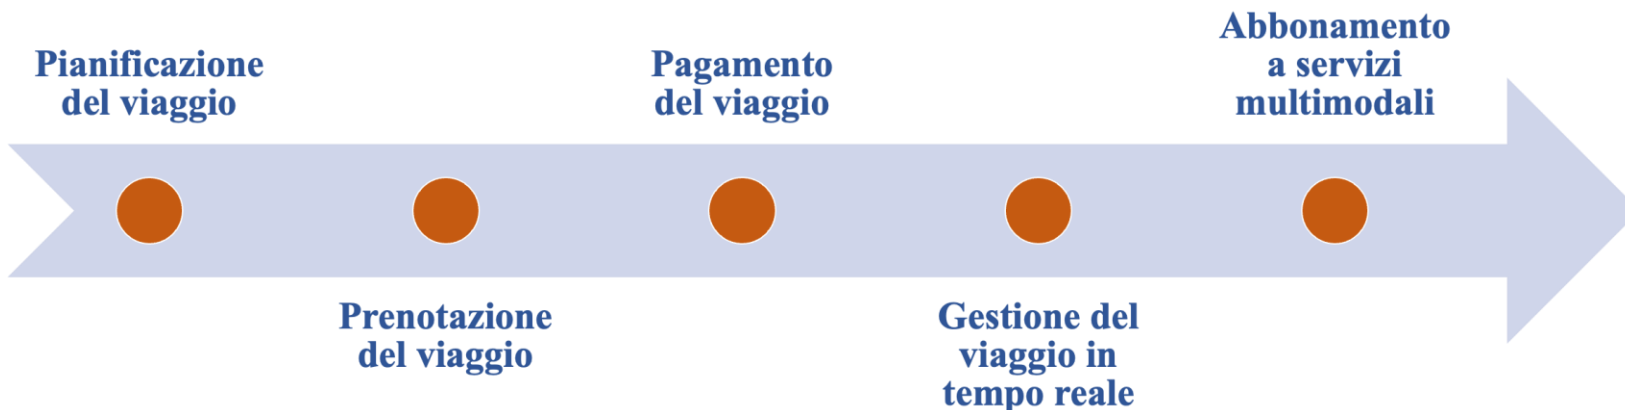 Pianificazione
del viaggio
Prenotazione
del viaggio
Pagamento
del viaggio
Gestione del
viaggio in
tempo reale
Abbonamento
a servizi
multimodali